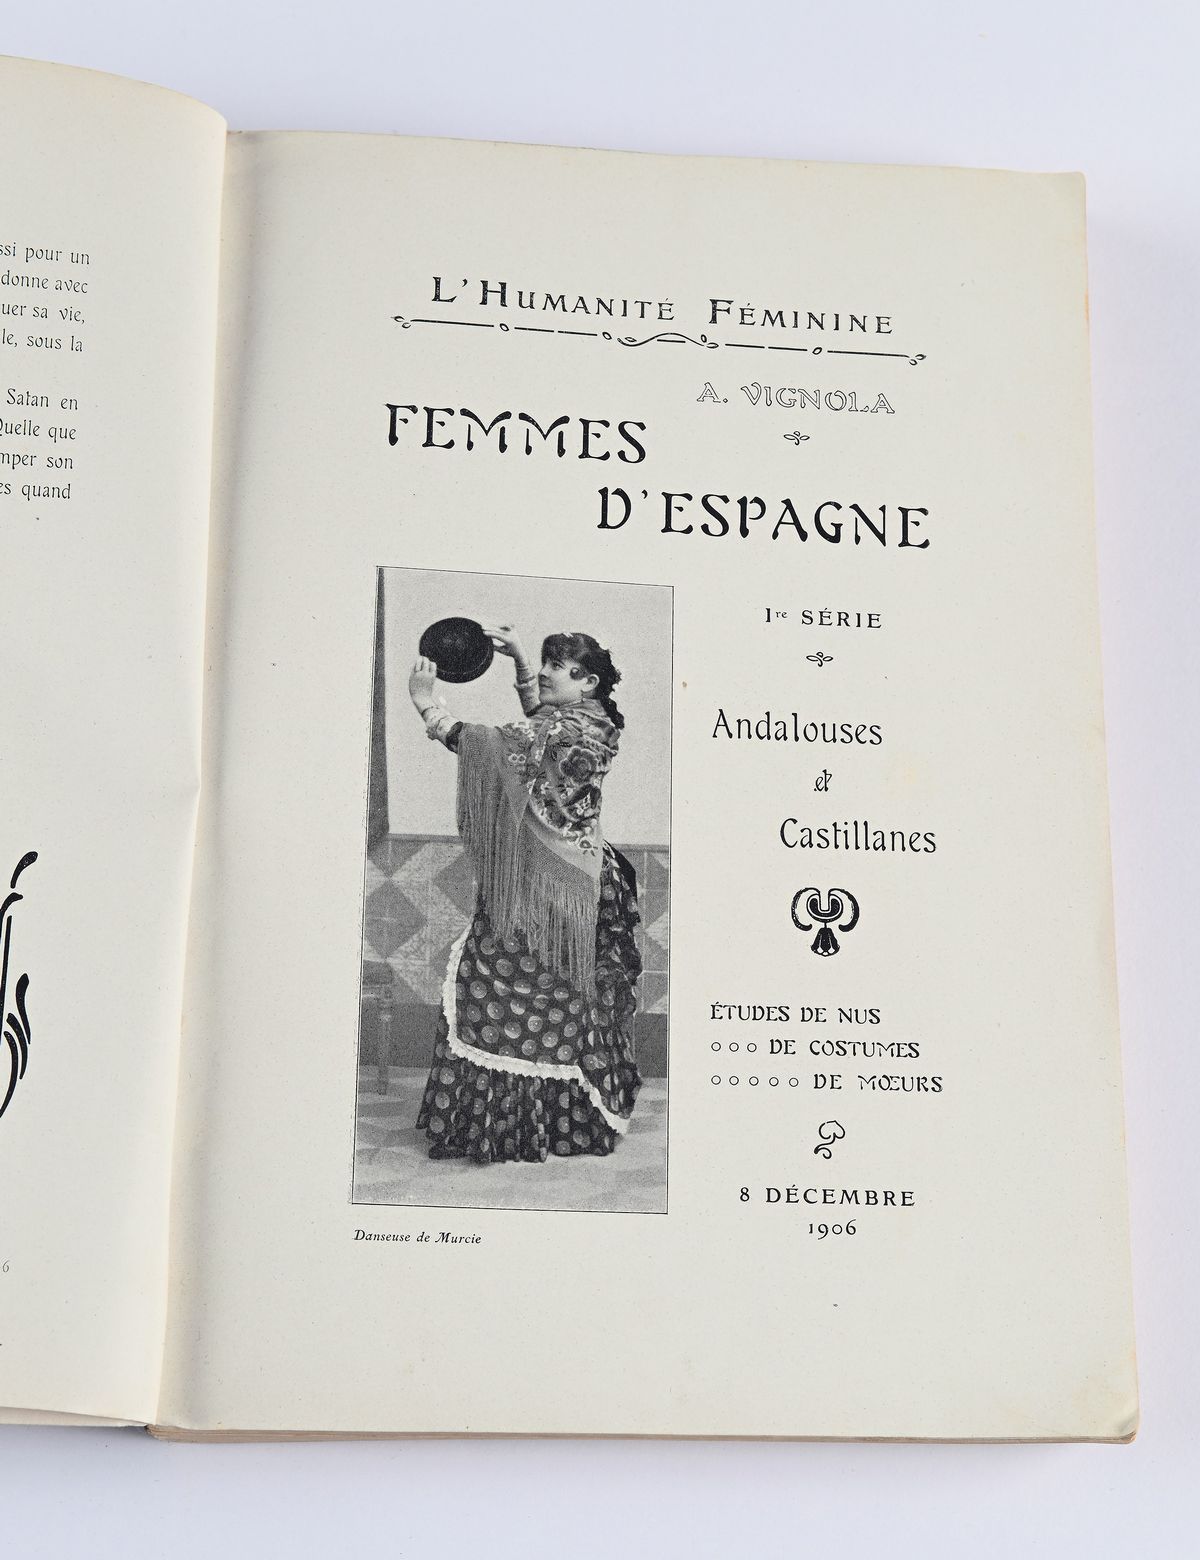 ssi pour un
donne avec
uer sa vie,
le, sous la
Satan en
Quelle que
mper son
es quand
6
L'HUMANITÉ FÉMININE
A. VIGNOLA
FEMMES
D'ESPAGNE
1re SÉRIE
Andalouses
et
Castillanes
ÉTUDES DE NUS
○ ○ ○ DE COSTUMES
○ ○ ○ ○ ○ DE MŒURS
8 DÉCEMBRE
1906
Danseuse de Murcie